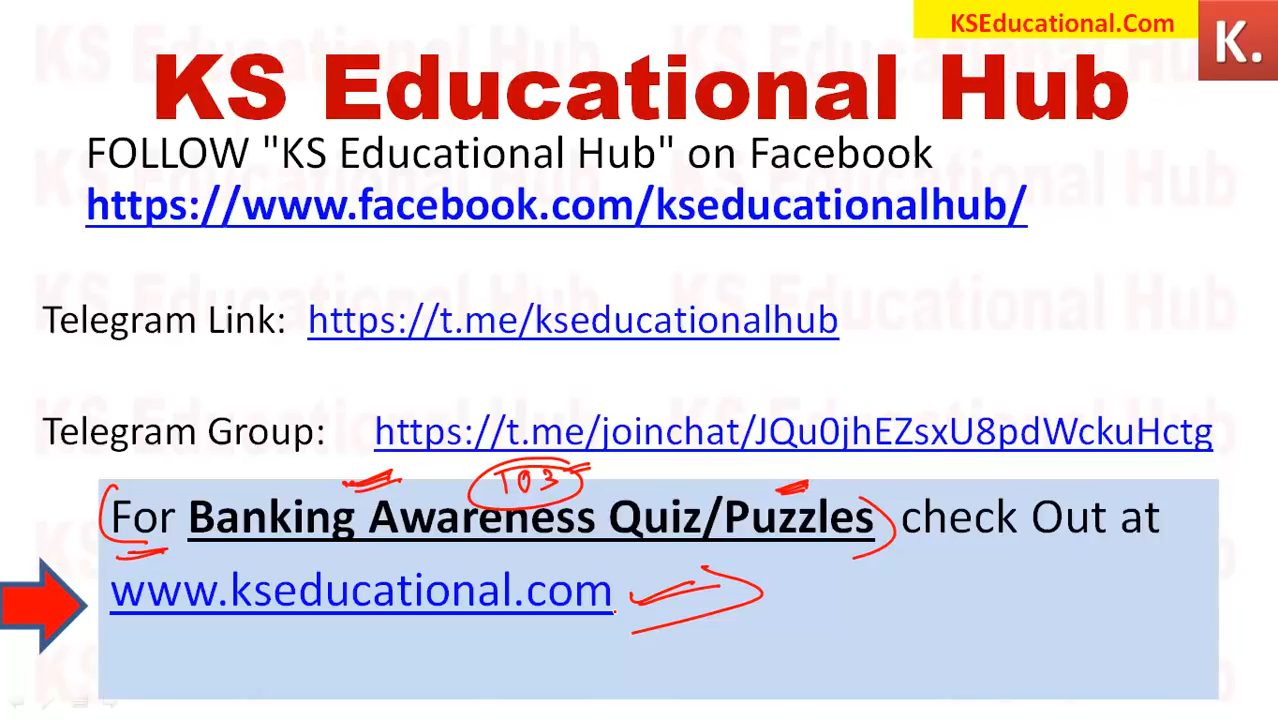 KSEducational.Com
K.
KS Educational Hub
FOLLOW "KS Educational Hub" on Facebook
https://www.facebook.com/kseducationalhub/
Telegram Link: https://t.me/kseducationalhub
Telegram Group: https://t.me/joinchat/JQu0jhEZsxU8pdWckuHctg
For Banking Awareness Quiz/Puzzles check Out at
www.kseducational.com